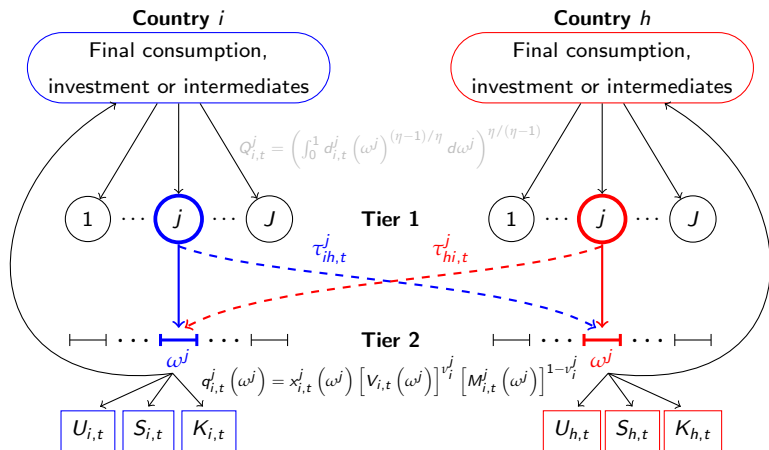 Country i
Country h
Final consumption,
investment or intermediates
Final consumption,
investment or intermediates
Q^j_{i,t} = ( ∫_0^1 d^j_{i,t} (ω^j)^{(η−1)/η} dω^j )^{η/(η−1)}
1 ··· j ··· J
Tier 1
1 ··· j ··· J
τ^j_{ih,t}
τ^j_{hi,t}
··· ···
Tier 2
··· ···
ω^j
ω^j
q^j_{i,t} (ω^j) = x^j_{i,t} (ω^j) [V_{i,t} (ω^j)]^{ν^j_i} [M^j_{i,t} (ω^j)]^{1−ν^j_i}
U_{i,t} S_{i,t} K_{i,t}
U_{h,t} S_{h,t} K_{h,t}